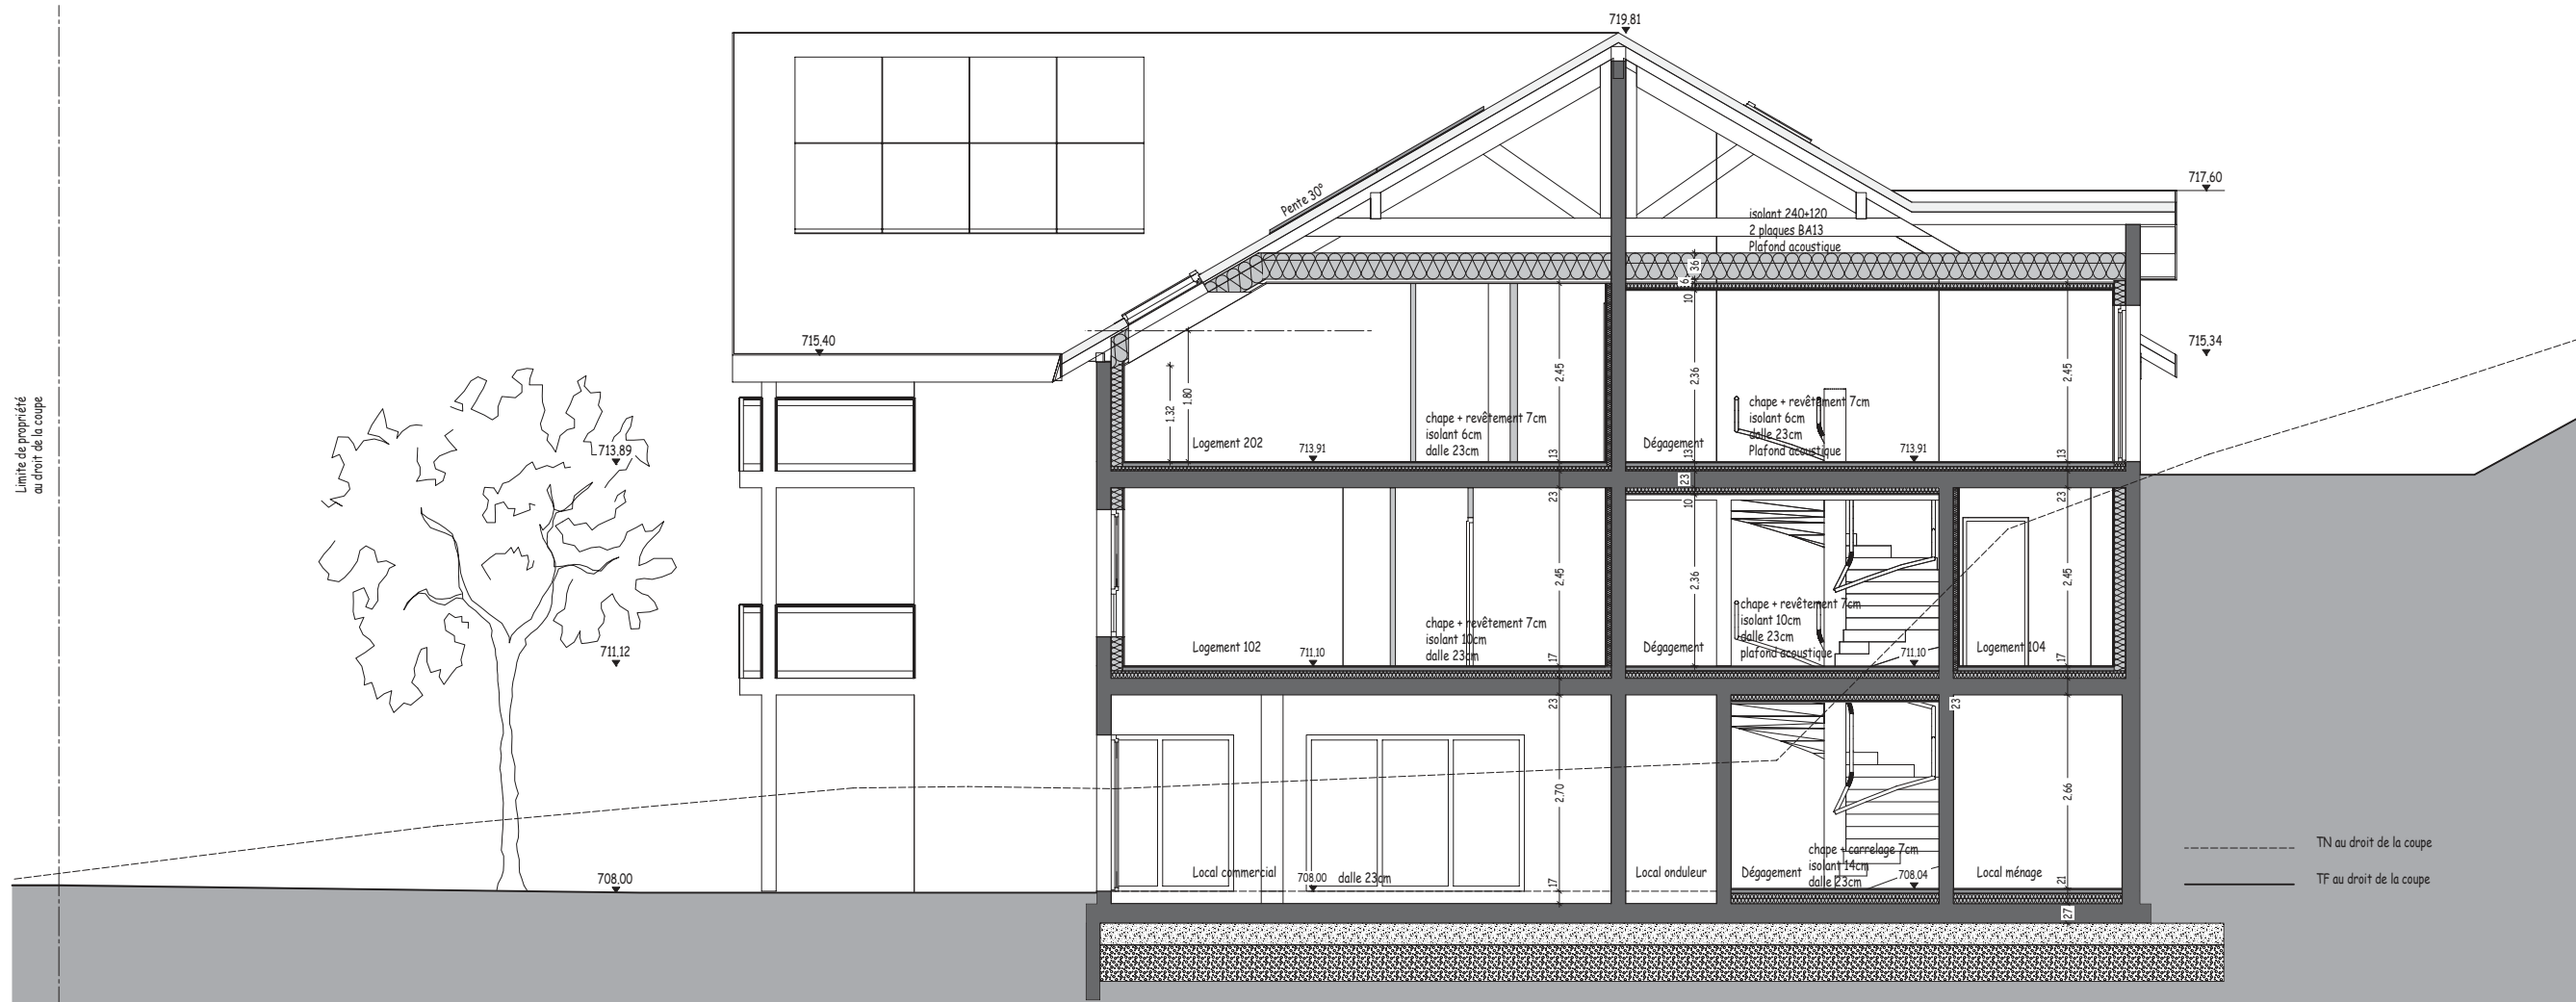 719,81
717,60
Pente 30°
isolant 240+120
2 plaques BA13
Plafond acoustique
36
6
10
715,40
715,34
Limite de propriété
au droit de la coupe
1,32
1,80
2,45
2,36
2,45
713,89
Logement 202
713,91
chape + revêtement 7cm
isolant 6cm
dalle 23cm
13
Dégagement
13
chape + revêtement 7cm
isolant 6cm
dalle 23cm
Plafond acoustique
713,91
13
23
23
10
23
2,45
2,36
2,45
711,12
Logement 102
711,10
chape + revêtement 7cm
isolant 10cm
dalle 23cm
17
Dégagement
chape + revêtement 7cm
isolant 10cm
dalle 23cm
plafond acoustique
711,10
Logement 104
17
23
23
2,70
2,66
708,00
Local commercial
708,00
dalle 23cm
17
Local onduleur
Dégagement
chape + carrelage 7cm
isolant 14cm
dalle 23cm
708,04
Local ménage
21
27
TN au droit de la coupe
TF au droit de la coupe